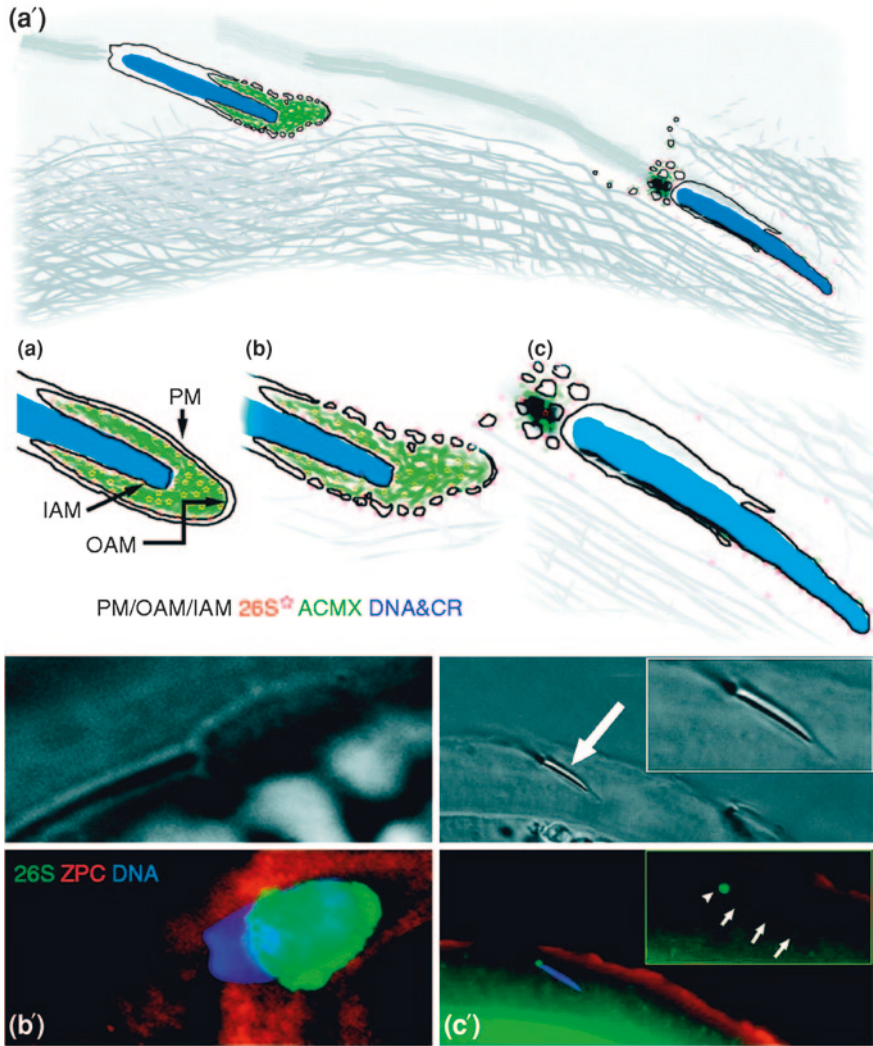 (a′)
(a) (b) (c)
PM
IAM
OAM
PM/OAM/IAM 26S ACMX DNA&CR
26S ZPC DNA
(b′) (c′)